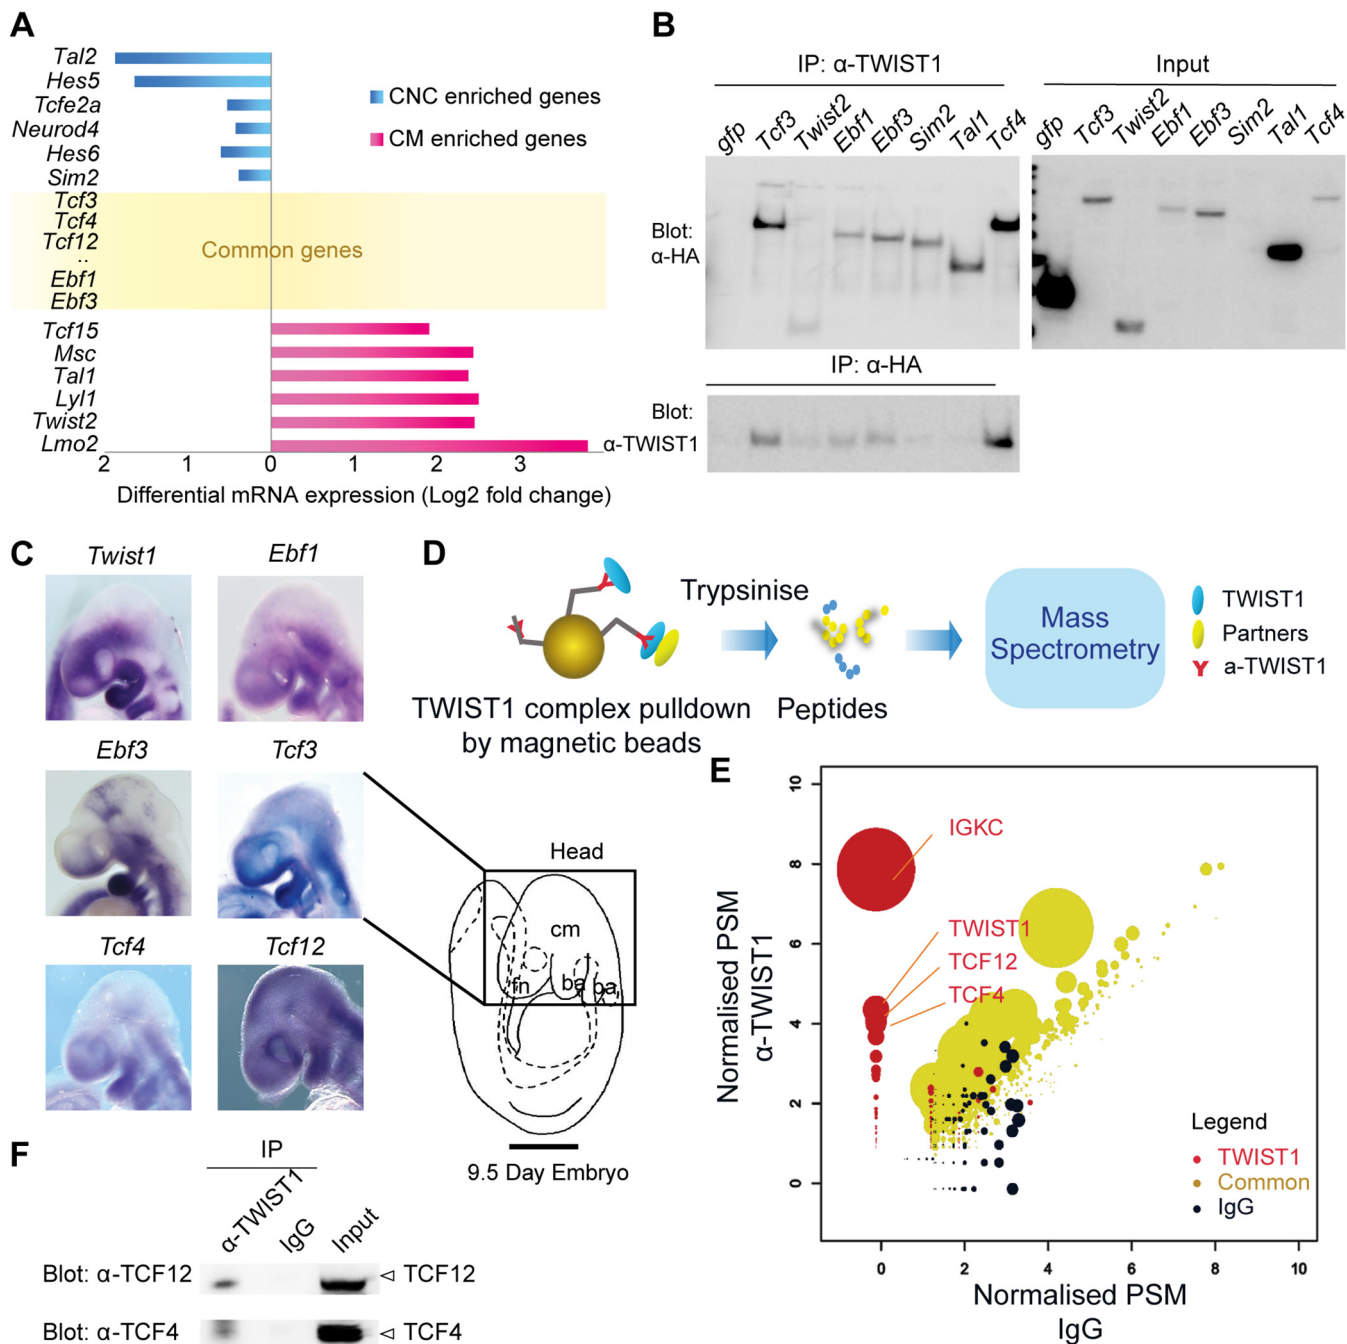 A
Tal2
Hes5
Tcfe2a
Neurod4
Hes6
Sim2
Tcf3
Tcf4
Tcf12
..
Ebf1
Ebf3
Tcf15
Msc
Tal1
Lyl1
Twist2
Lmo2
CNC enriched genes
CM enriched genes
Common genes
2 1 0 1 2 3
Differential mRNA expression (Log2 fold change)
B
IP: α-TWIST1
gfp Tcf3 Twist2 Ebf1 Ebf3 Sim2 Tal1 Tcf4
Input
gfp Tcf3 Twist2 Ebf1 Ebf3 Sim2 Tal1 Tcf4
Blot:
α-HA
IP: α-HA
Blot:
α-TWIST1
C
Twist1 Ebf1
Ebf3 Tcf3
Tcf4 Tcf12
Head
cm
fn ba ba
9.5 Day Embryo
D
Trypsinise
TWIST1 complex pulldown
by magnetic beads
Peptides
Mass
Spectrometry
TWIST1
Partners
a-TWIST1
E
Normalised PSM
α-TWIST1
10
8
6
4
2
0
IGKC
TWIST1
TCF12
TCF4
Legend
TWIST1
Common
IgG
0 2 4 6 8 10
Normalised PSM
IgG
F
IP
α-TWIST1 IgG Input
Blot: α-TCF12 TCF12
Blot: α-TCF4 TCF4